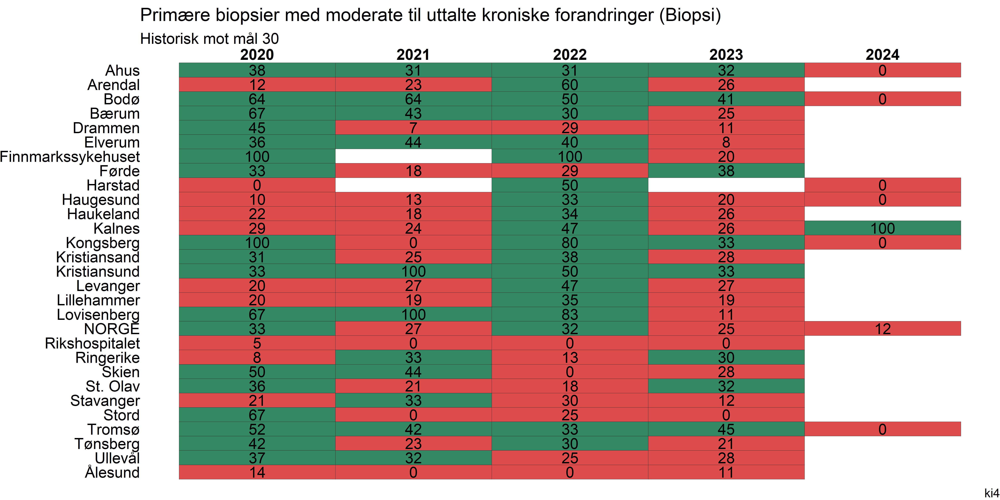 Primære biopsier med moderate til uttalte kroniske forandringer (Biopsi)
Historisk mot mål 30
2020 2021 2022 2023 2024
Ahus 38 31 31 32 0
Arendal 12 23 60 26
Bodø 64 64 50 41 0
Bærum 67 43 30 25
Drammen 45 7 29 11
Elverum 36 44 40 8
Finnmarkssykehuset 100 100 20
Førde 33 18 29 38
Harstad 0 50 0
Haugesund 10 13 33 20 0
Haukeland 22 18 34 26
Kalnes 29 24 47 26 100
Kongsberg 100 0 80 33 0
Kristiansand 31 25 38 28
Kristiansund 33 100 50 33
Levanger 20 27 47 27
Lillehammer 20 19 35 19
Lovisenberg 67 100 83 11
NORGE 33 27 32 25 12
Rikshospitalet 5 0 0 0
Ringerike 8 33 13 30
Skien 50 44 0 28
St. Olav 36 21 18 32
Stavanger 21 33 30 12
Stord 67 0 25 0
Tromsø 52 42 33 45 0
Tønsberg 42 23 30 21
Ullevål 37 32 25 28
Ålesund 14 0 0 11
ki4